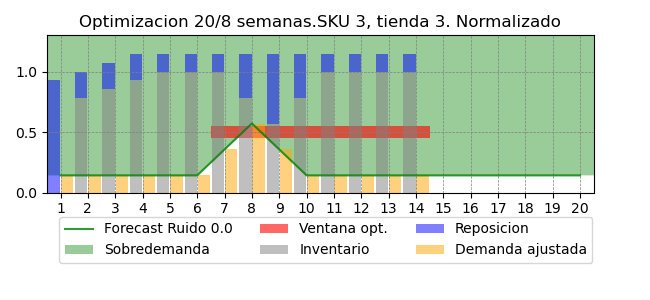 Optimizacion 20/8 semanas.SKU 3, tienda 3. Normalizado
1.0
0.5
0.0
1 2 3 4 5 6 7 8 9 10 11 12 13 14 15 16 17 18 19 20
Forecast Ruido 0.0 Ventana opt. Reposicion
Sobredemanda Inventario Demanda ajustada